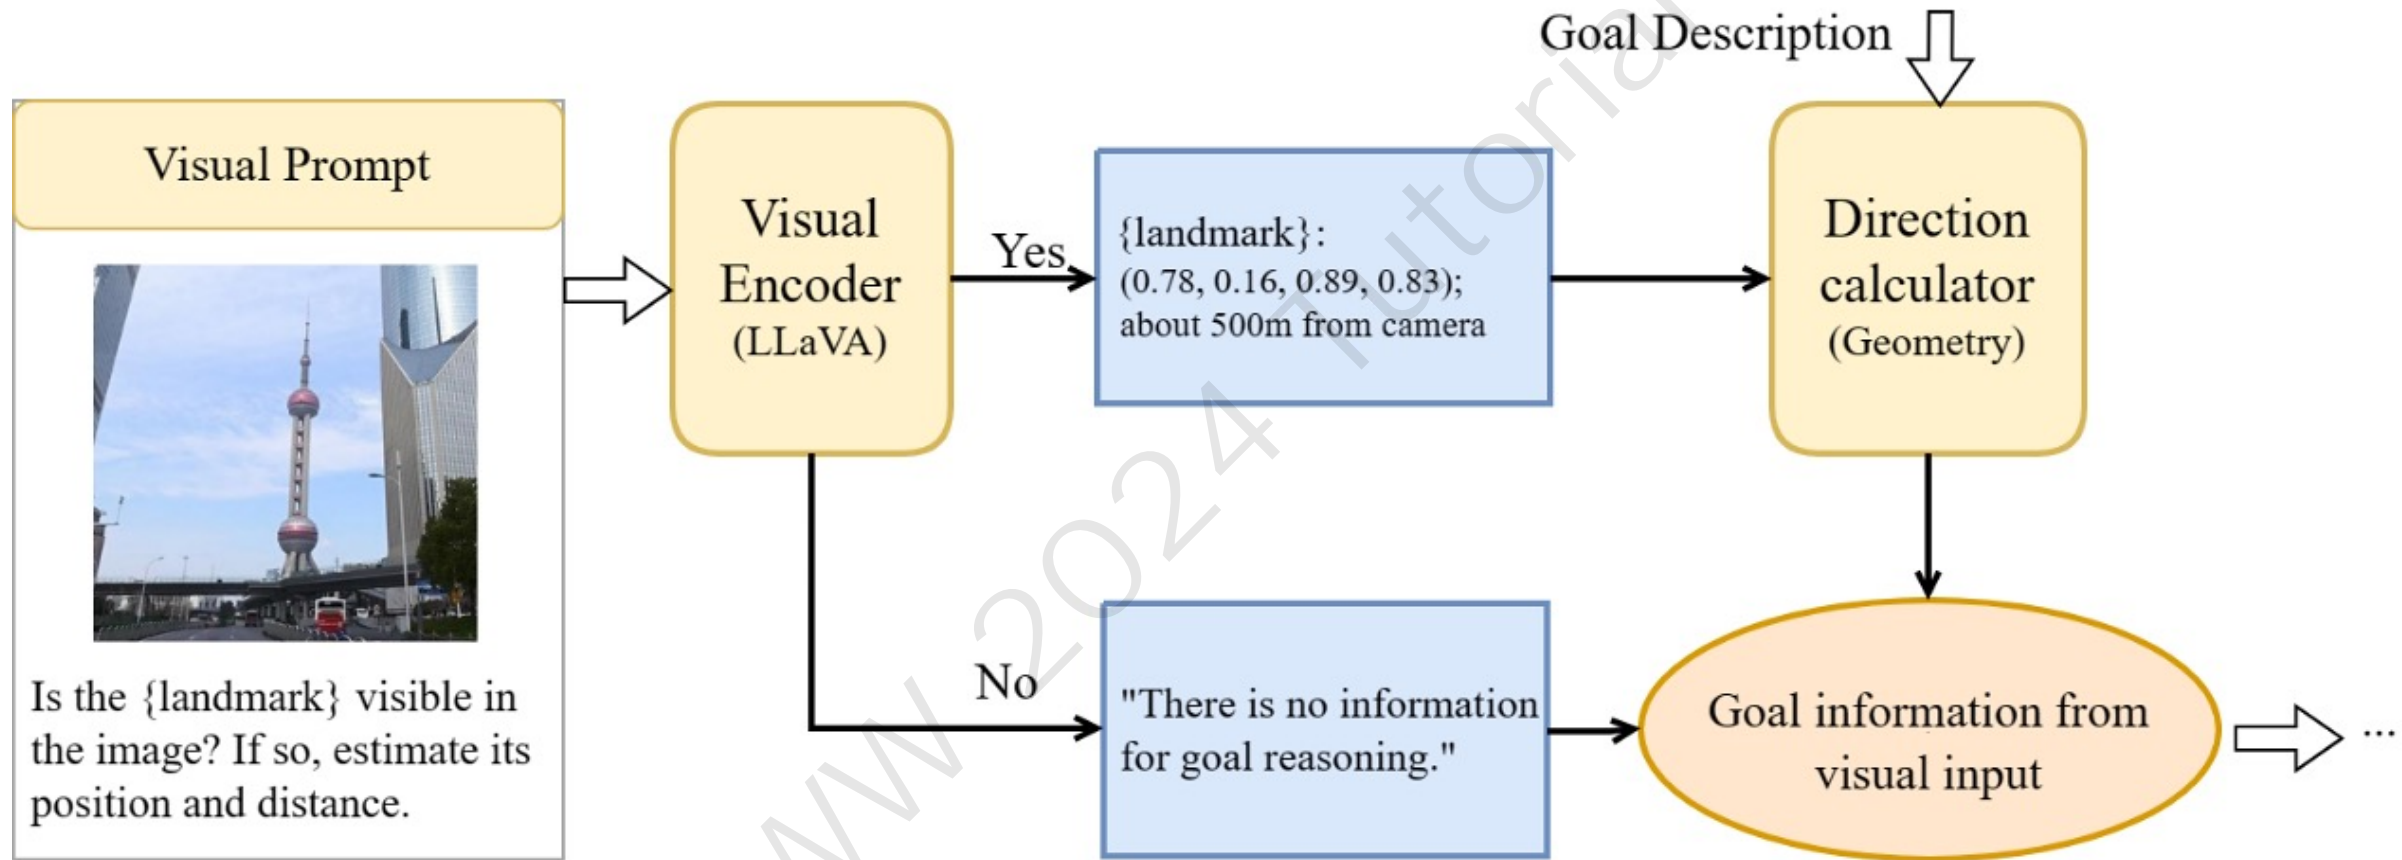 Goal Description
Visual Prompt
Visual
Encoder
(LLaVA)
Yes
{landmark}:
(0.78, 0.16, 0.89, 0.83);
about 500m from camera
Direction
calculator
(Geometry)
Is the {landmark} visible in
the image? If so, estimate its
position and distance.
No
"There is no information
for goal reasoning."
Goal information from
visual input
...
W 2024 Tutorial